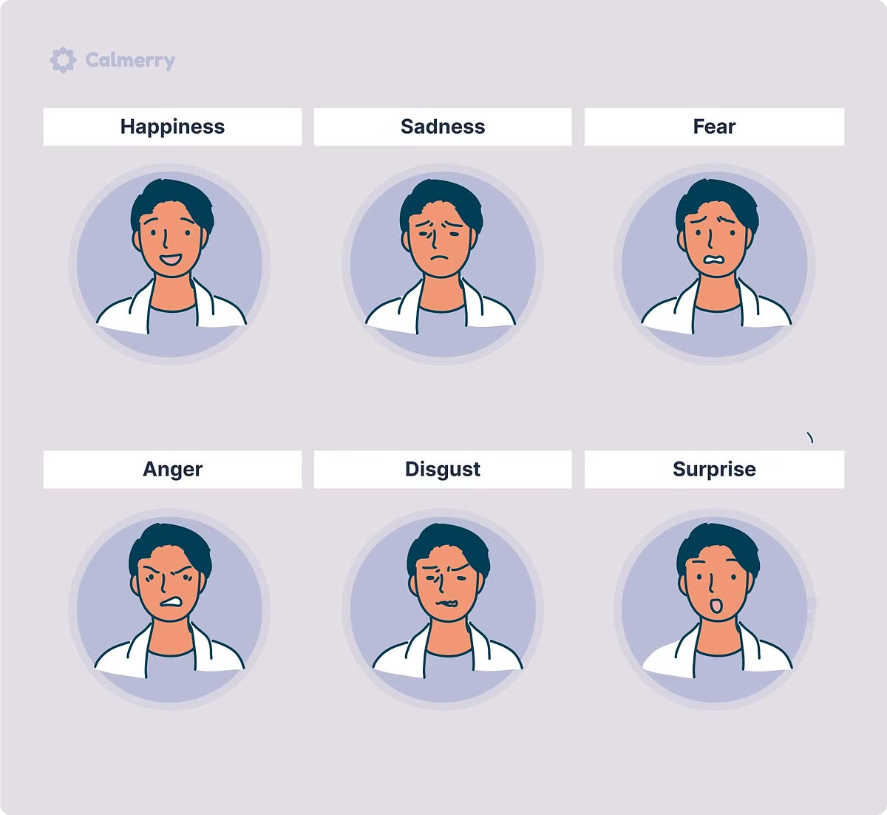 Calmerry
Happiness
Sadness
Fear
Anger
Disgust
Surprise